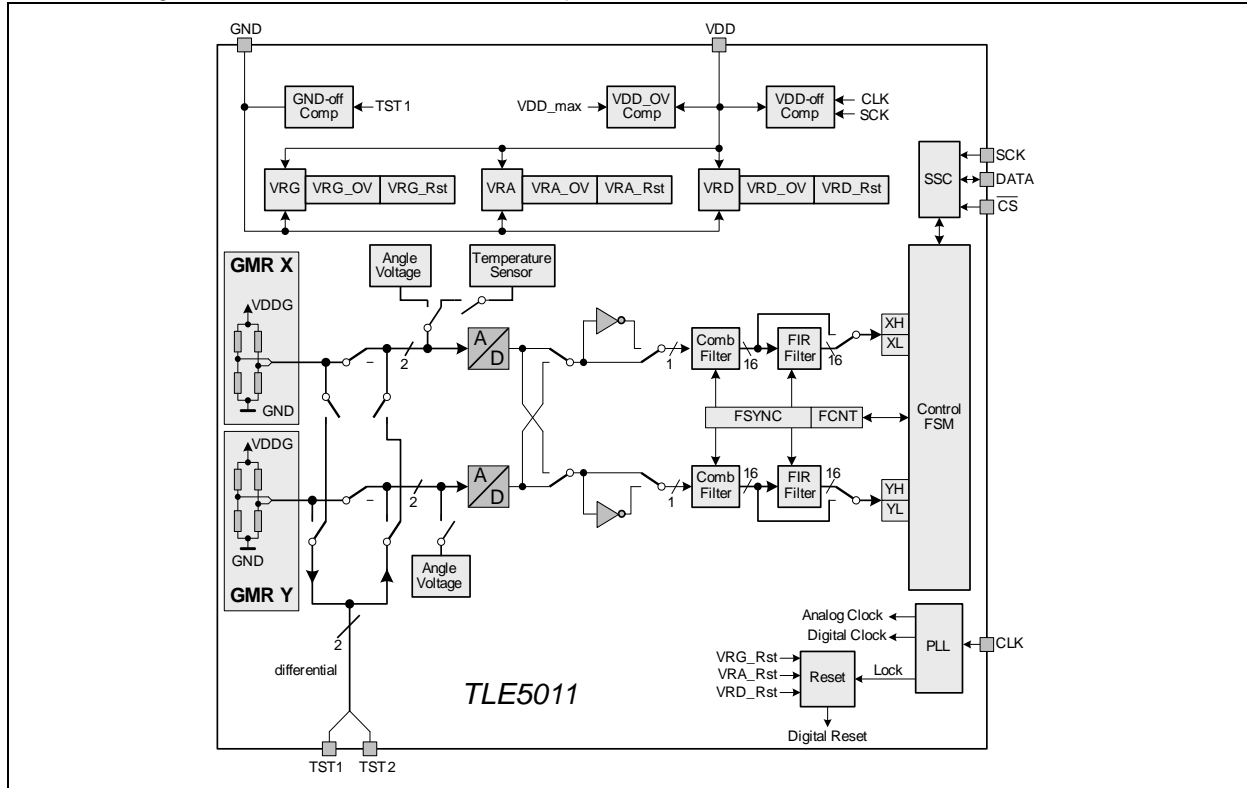 GND
VDD
GND-off
Comp
TST1
VDD_max
VDD_OV
Comp
VDD-off
Comp
CLK
SCK
SSC
SCK
DATA
CS
VRG
VRG_OV
VRG_Rst
VRA
VRA_OV
VRA_Rst
VRD
VRD_OV
VRD_Rst
GMR X
VDDG
GND
Angle
Voltage
Temperature
Sensor
2
A
D
1
Comb
Filter
16
FIR
Filter
16
XH
XL
FSYNC
FCNT
Control
FSM
VDDG
GND
GMR Y
2
A
D
1
Comb
Filter
16
FIR
Filter
16
YH
YL
Angle
Voltage
2
differential
TLE5011
Analog Clock
Digital Clock
PLL
CLK
VRG_Rst
VRA_Rst
VRD_Rst
Reset
Lock
Digital Reset
TST1
TST2